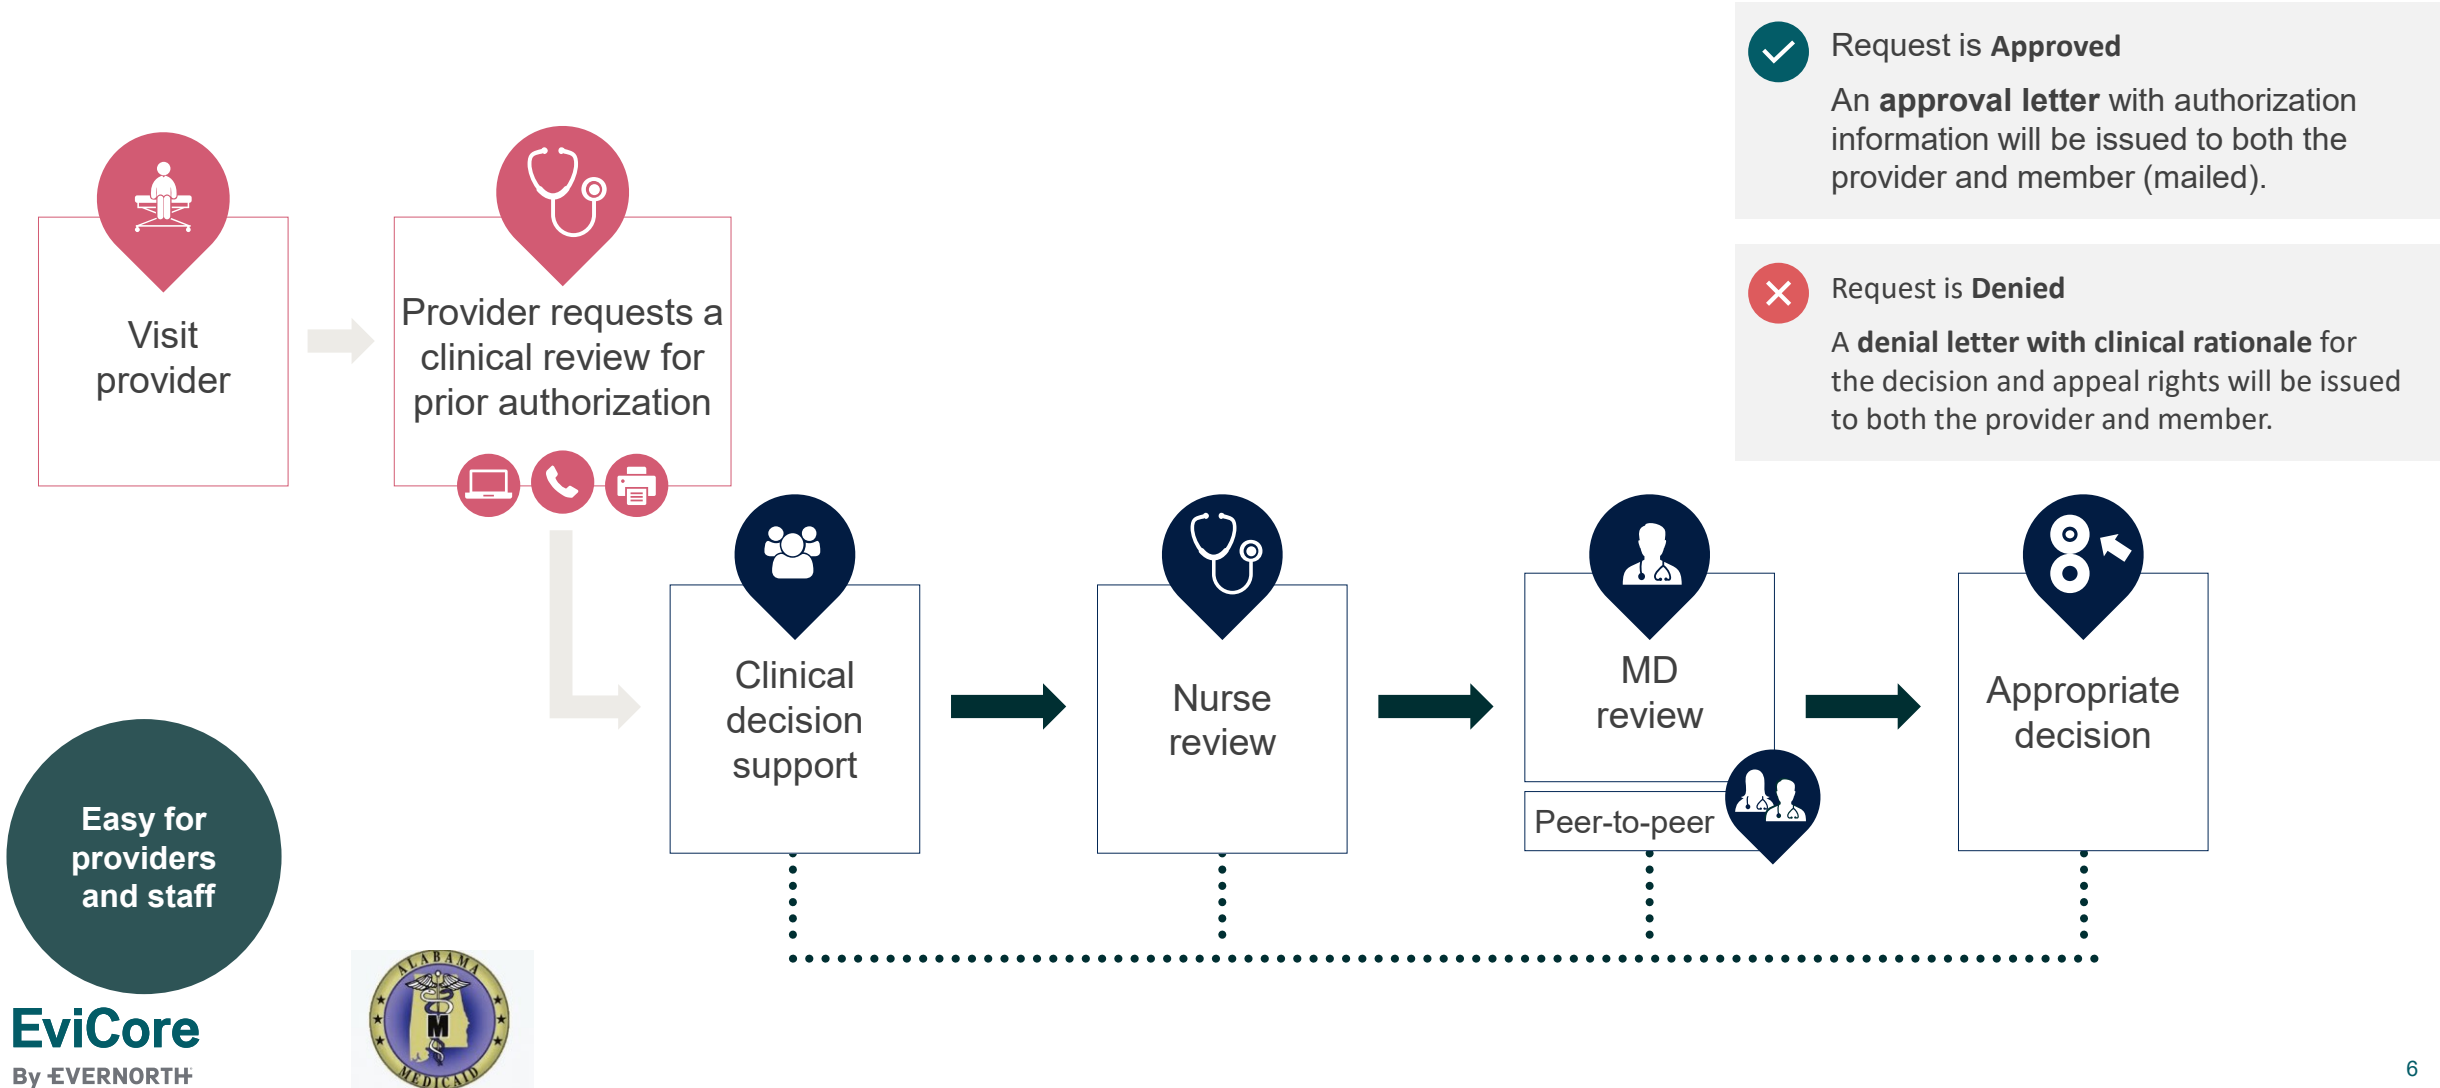 Request is Approved
An approval letter with authorization
information will be issued to both the
provider and member (mailed).
Request is Denied
A denial letter with clinical rationale for
the decision and appeal rights will be issued
to both the provider and member.
Visit
provider
Provider requests a
clinical review for
prior authorization
Clinical
decision
support
Nurse
review
MD
review
Peer-to-peer
Appropriate
decision
Easy for
providers
and staff
EviCore
By EVERNORTH
ALABAMA
M
MEDICAID
6